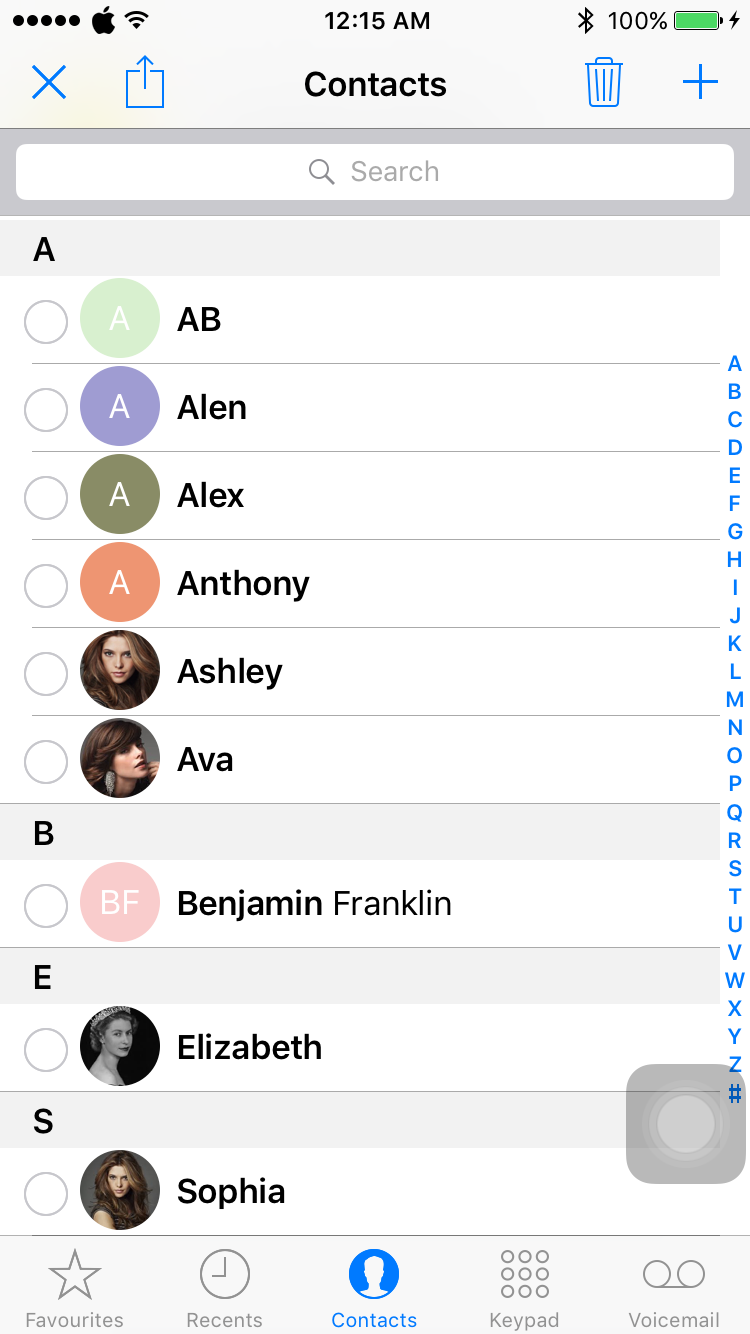 12:15 AM 100%
Contacts
Search
A
A AB
A Alen
A Alex
A Anthony
Ashley
Ava
B
BF Benjamin Franklin
E
Elizabeth
S
Sophia
A
B
C
D
E
F
G
H
I
J
K
L
M
N
O
P
Q
R
S
T
U
V
W
X
Y
Z
#
Favourites Recents Contacts Keypad Voicemail